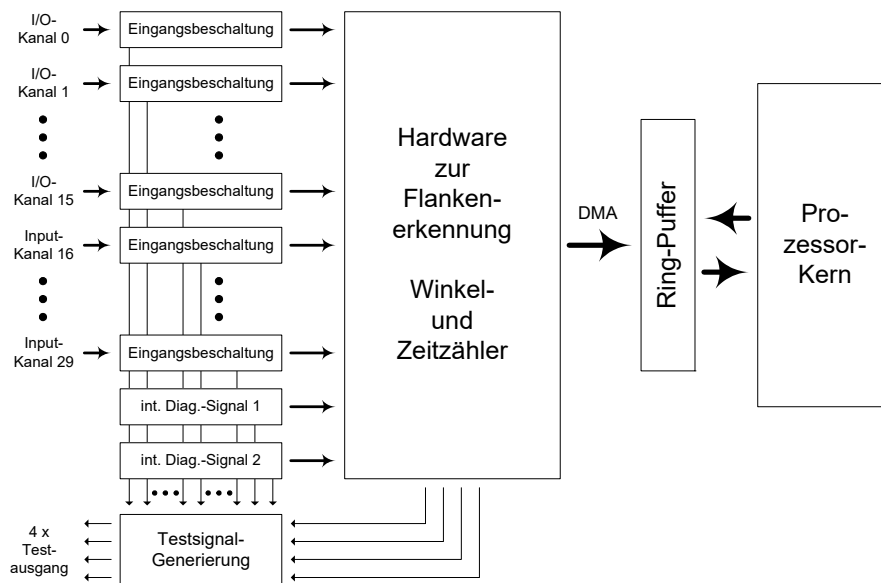 I/O-
Kanal 0
Eingangsbeschaltung
I/O-
Kanal 1
Eingangsbeschaltung
I/O-
Kanal 15
Eingangsbeschaltung
Input-
Kanal 16
Eingangsbeschaltung
Input-
Kanal 29
Eingangsbeschaltung
int. Diag.-Signal 1
int. Diag.-Signal 2
4 x
Test-
ausgang
Testsignal-
Generierung
Hardware
zur
Flanken-
erkennung
Winkel-
und
Zeitzähler
DMA
Ring-Puffer
Pro-
zessor-
Kern